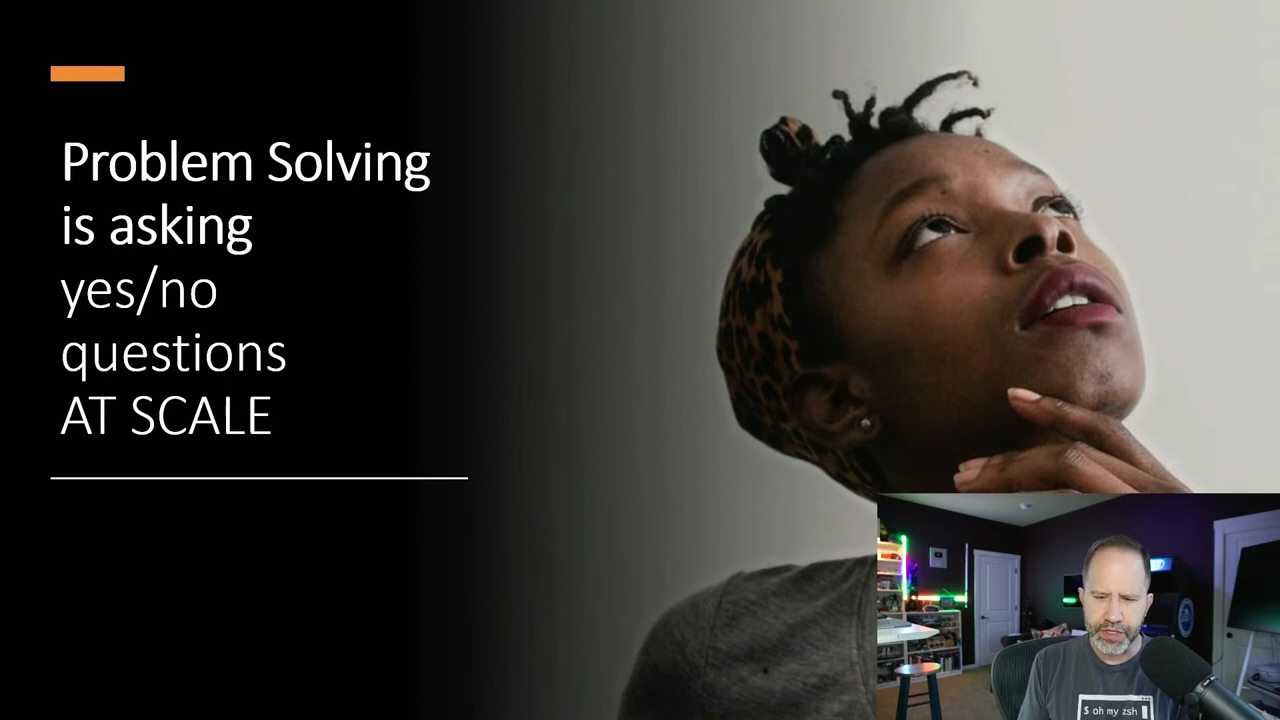 Problem Solving
is asking
yes/no
questions
AT SCALE
$ oh my zsh